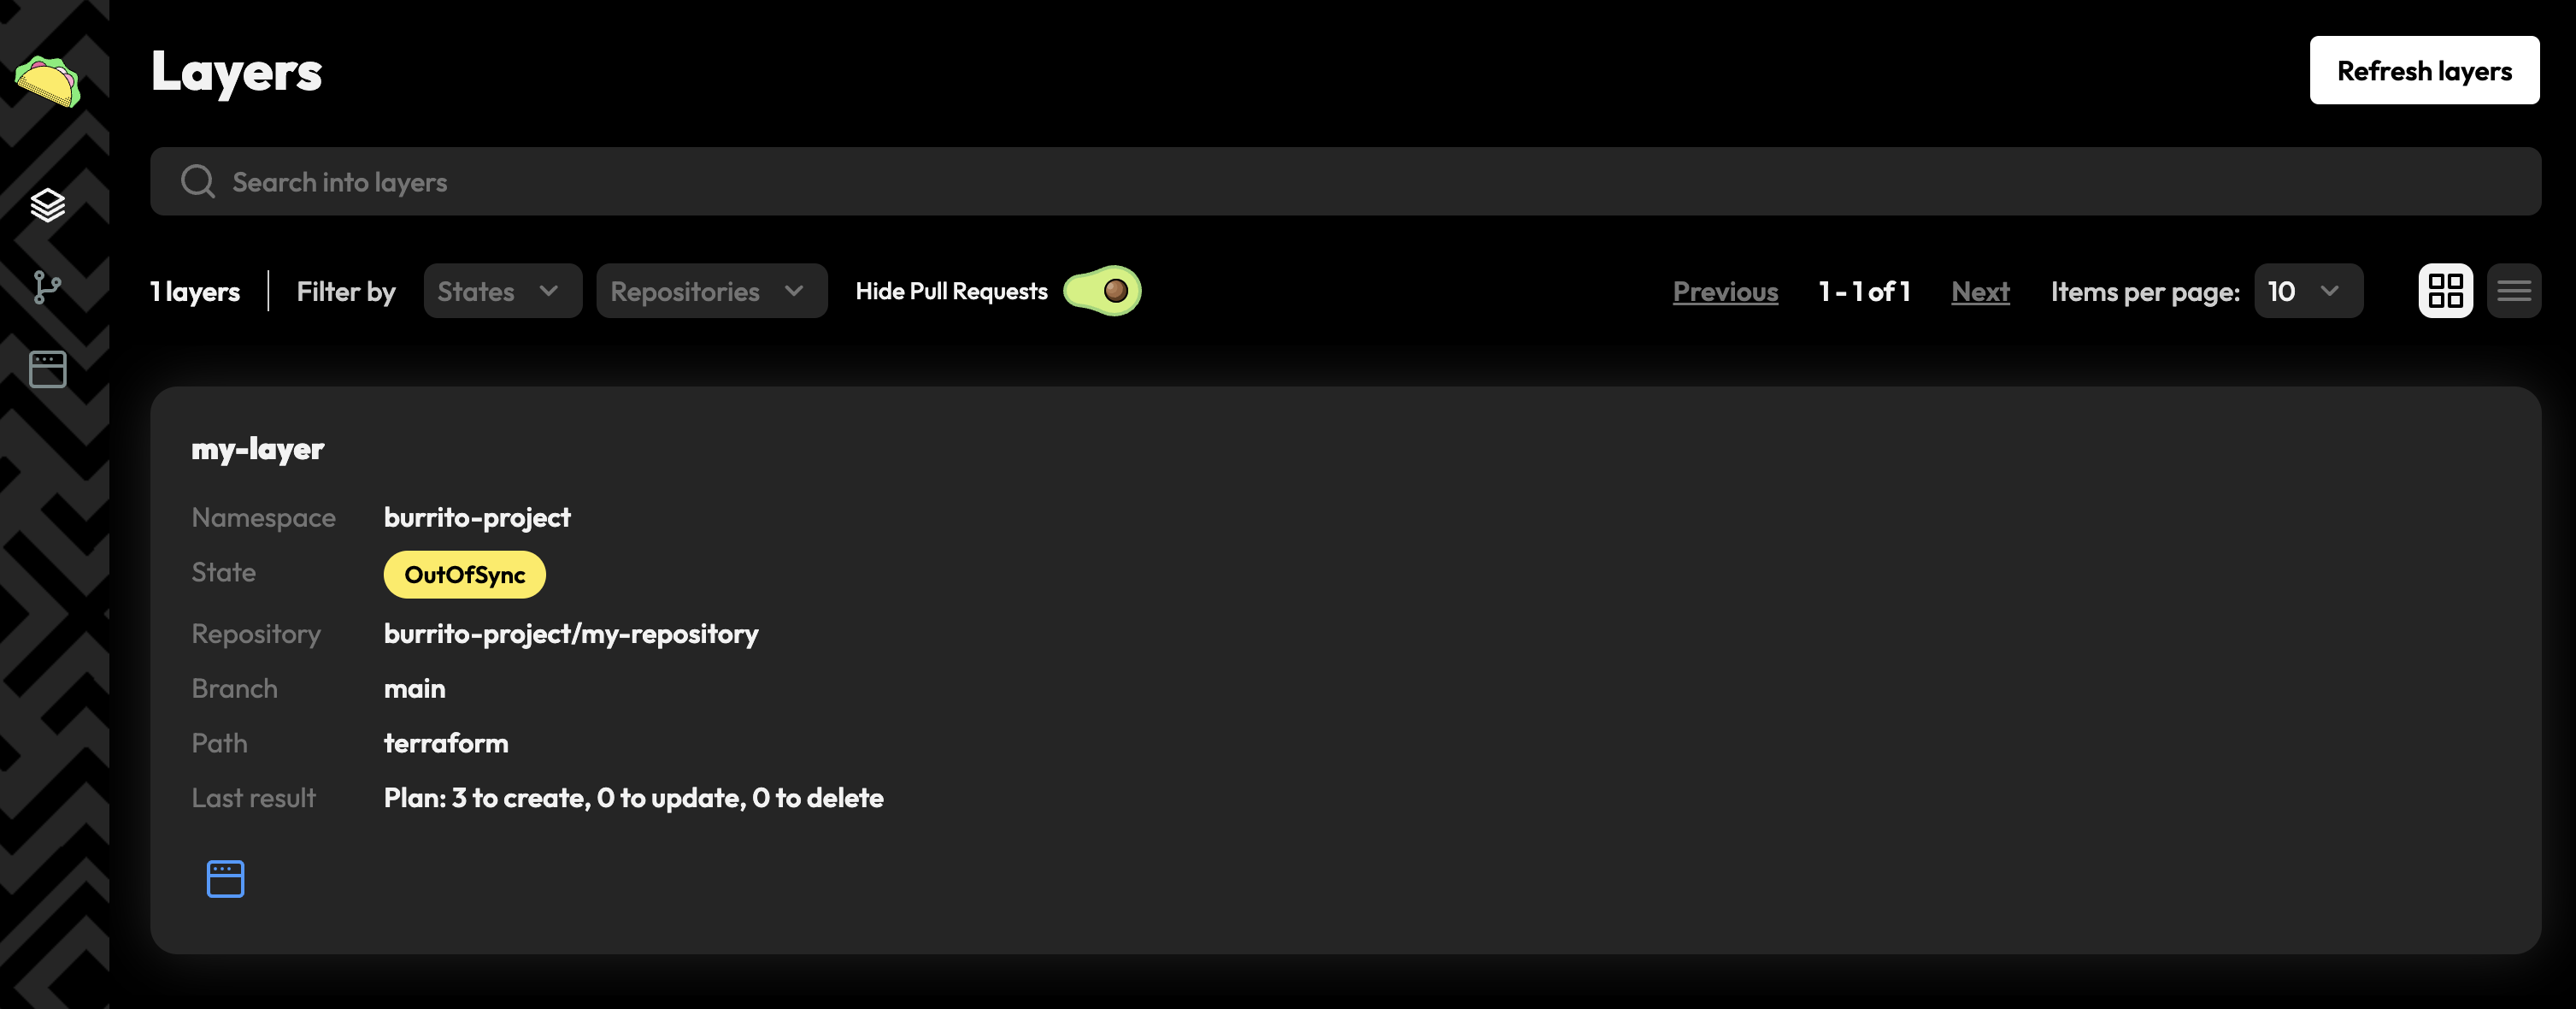 Layers
Refresh layers
Search into layers
1 layers
Filter by
States
Repositories
Hide Pull Requests
Previous
1 - 1 of 1
Next
Items per page:
10
my-layer
Namespace burrito-project
State OutOfSync
Repository burrito-project/my-repository
Branch main
Path terraform
Last result Plan: 3 to create, 0 to update, 0 to delete